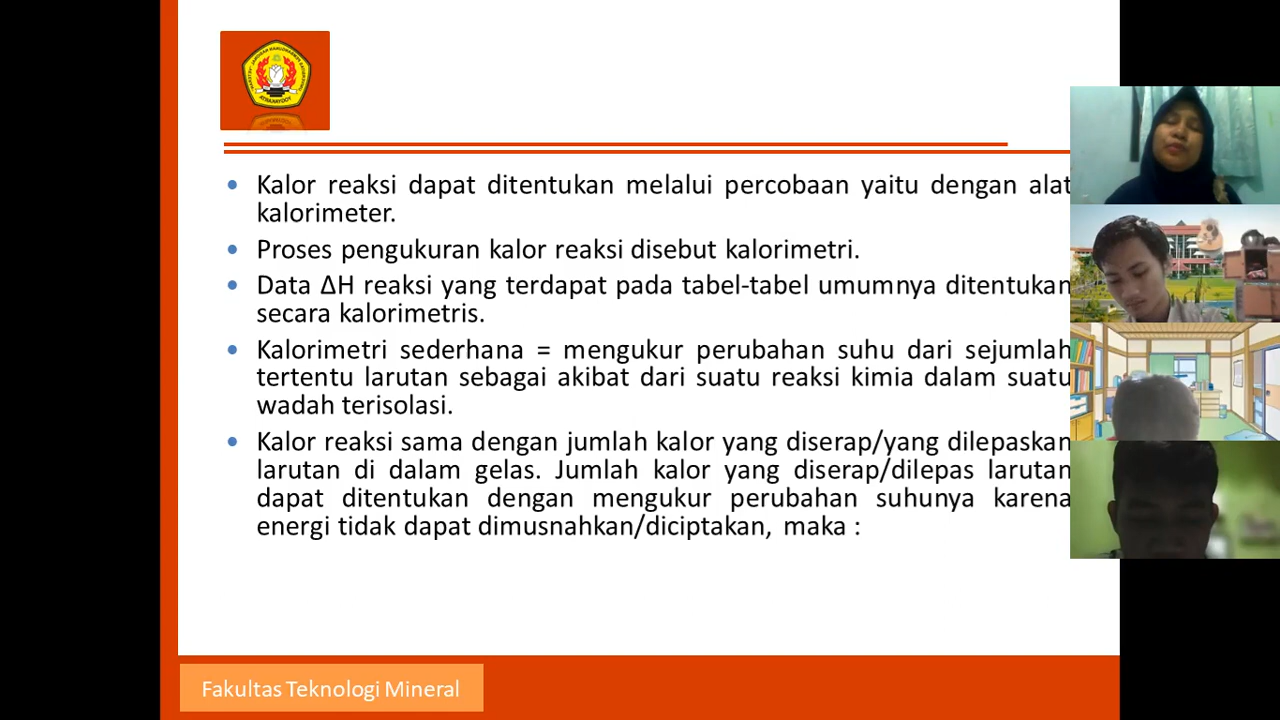 • Kalor reaksi dapat ditentukan melalui percobaan yaitu dengan alat
kalorimeter.
• Proses pengukuran kalor reaksi disebut kalorimetri.
• Data ΔH reaksi yang terdapat pada tabel-tabel umumnya ditentukan
secara kalorimetris.
• Kalorimetri sederhana = mengukur perubahan suhu dari sejumlah
tertentu larutan sebagai akibat dari suatu reaksi kimia dalam suatu
wadah terisolasi.
• Kalor reaksi sama dengan jumlah kalor yang diserap/yang dilepaskan
larutan di dalam gelas. Jumlah kalor yang diserap/dilepas larutan
dapat ditentukan dengan mengukur perubahan suhunya karena
energi tidak dapat dimusnahkan/diciptakan, maka :
Fakultas Teknologi Mineral